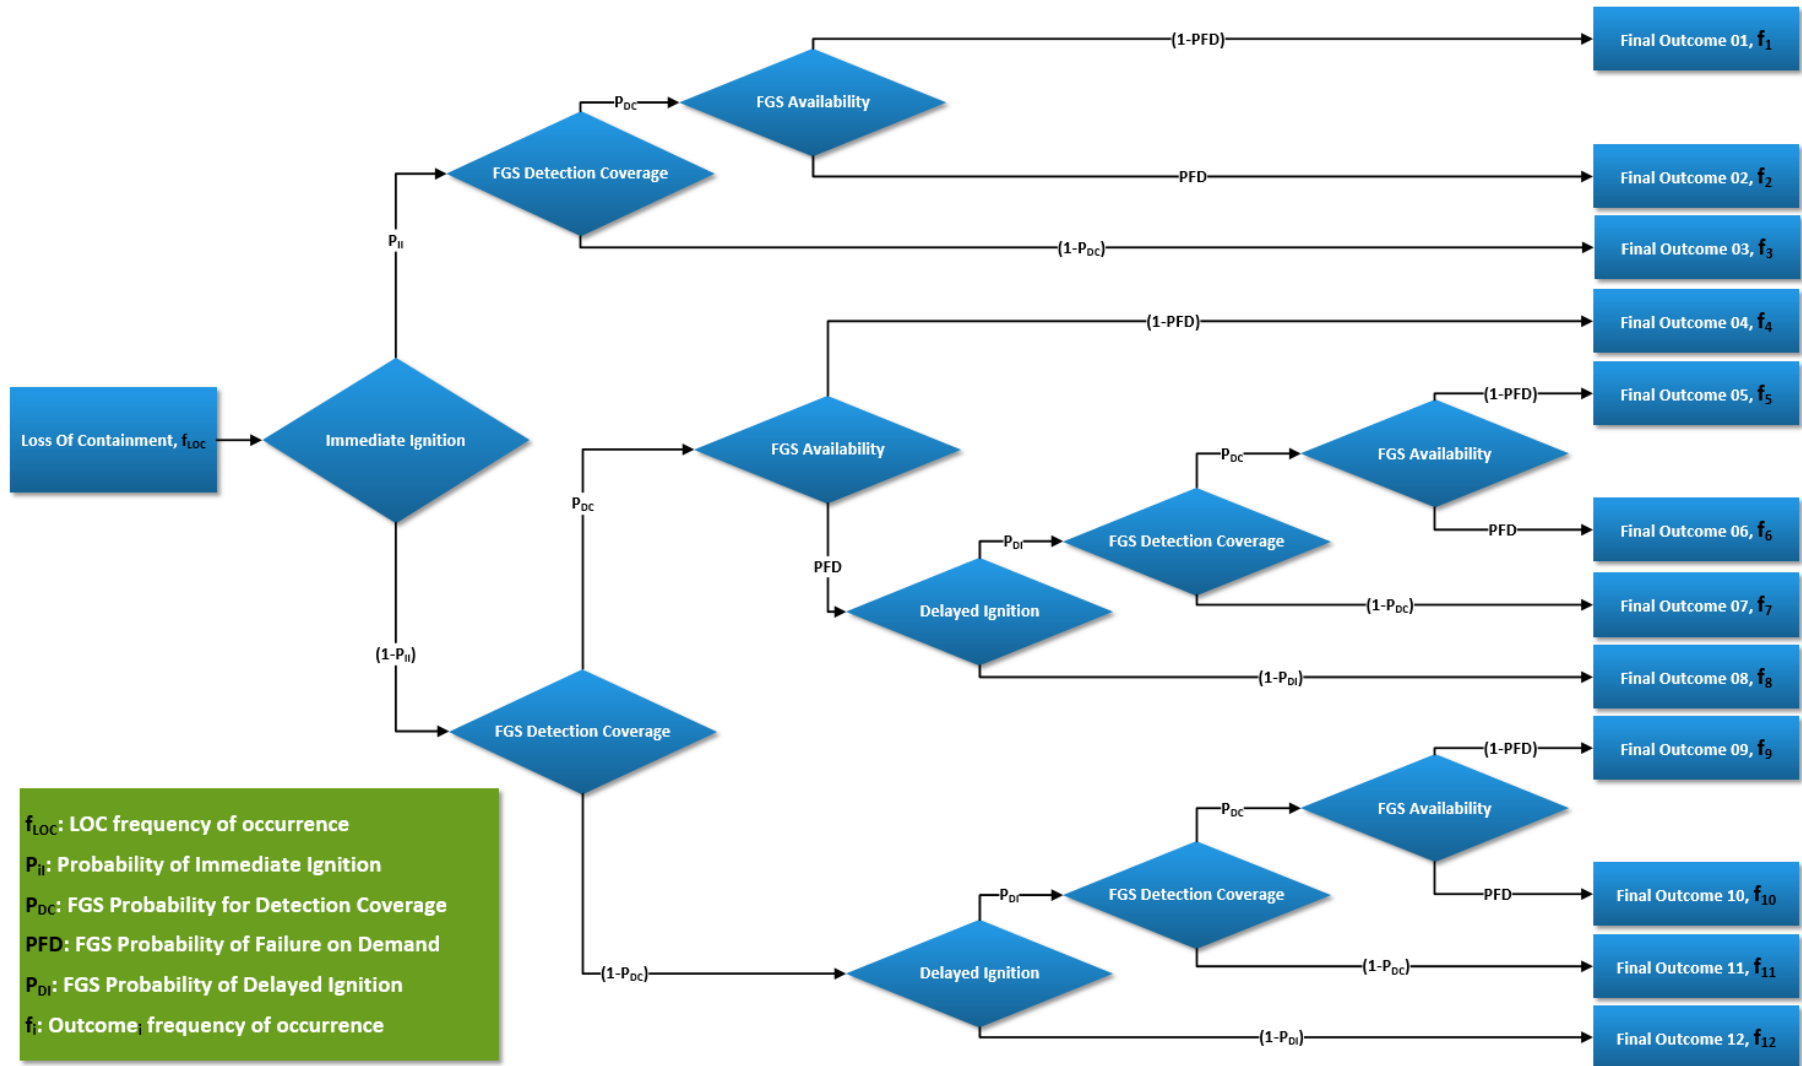 (1-PFD)
Final Outcome 01, f1
PDC
FGS Availability
FGS Detection Coverage
PFD
Final Outcome 02, f2
PII
(1-PDC)
Final Outcome 03, f3
(1-PFD)
Final Outcome 04, f4
Loss Of Containment, fLOC
Immediate Ignition
PDC
FGS Availability
(1-PFD)
Final Outcome 05, f5
PDC
FGS Availability
PFD
Final Outcome 06, f6
PDI
FGS Detection Coverage
PFD
Delayed Ignition
(1-PDC)
Final Outcome 07, f7
(1-PII)
(1-PDI)
Final Outcome 08, f8
FGS Detection Coverage
(1-PFD)
Final Outcome 09, f9
PDC
FGS Availability
PDI
FGS Detection Coverage
PFD
Final Outcome 10, f10
(1-PDC)
Delayed Ignition
(1-PDC)
Final Outcome 11, f11
(1-PDI)
Final Outcome 12, f12
fLOC: LOC frequency of occurrence
PiI: Probability of Immediate Ignition
PDC: FGS Probability for Detection Coverage
PFD: FGS Probability of Failure on Demand
PDI: FGS Probability of Delayed Ignition
fi: Outcomei frequency of occurrence